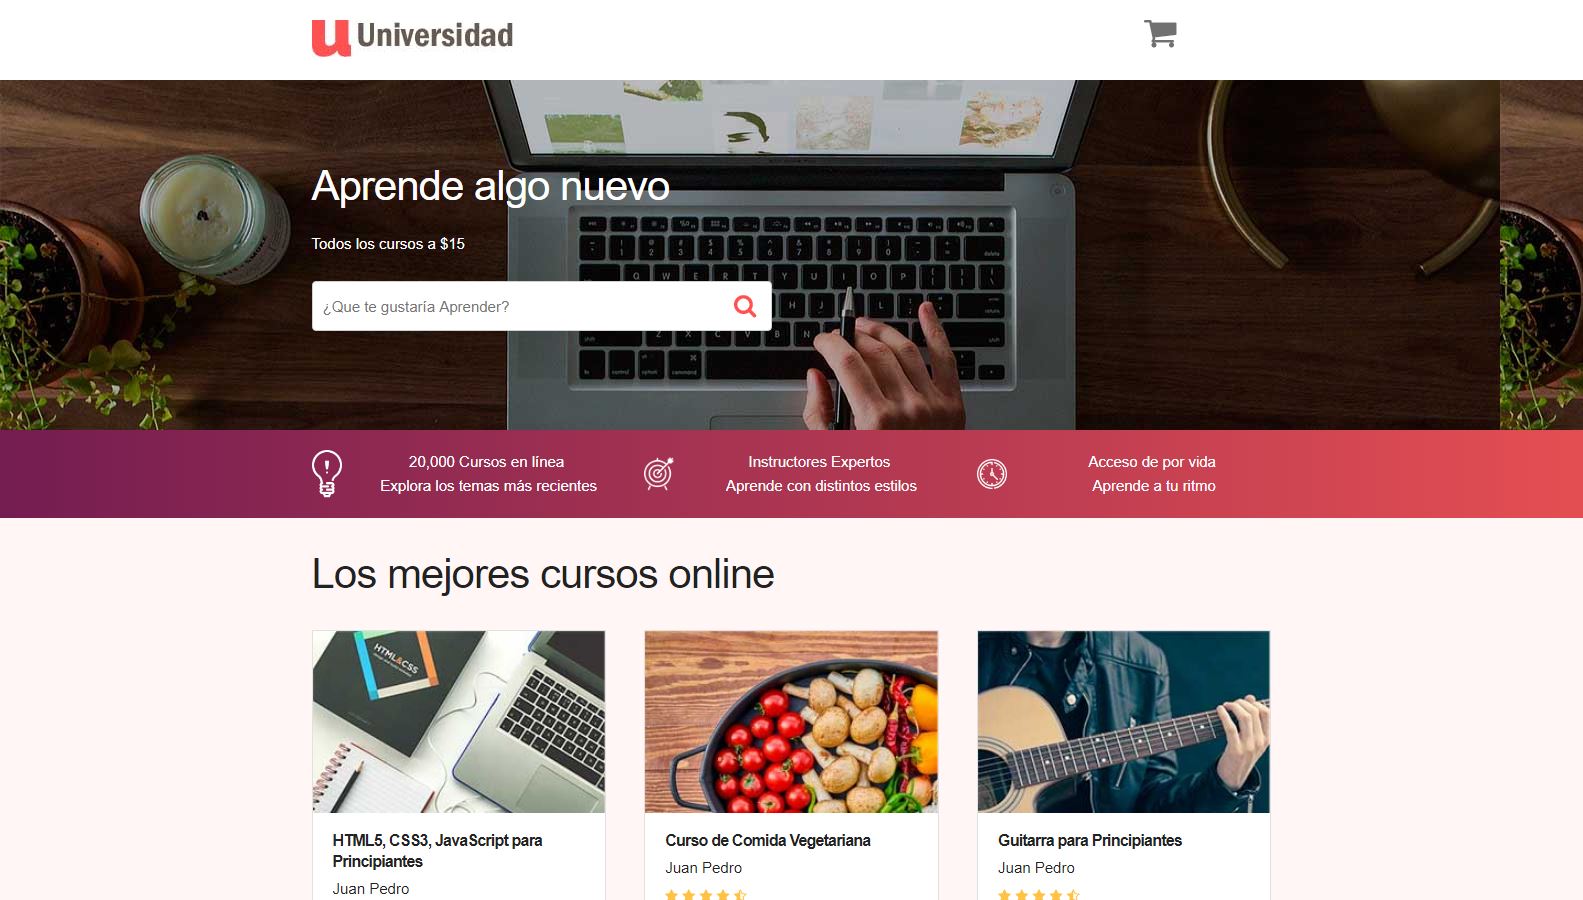 u Universidad
Aprende algo nuevo
Todos los cursos a $15
¿Que te gustaría Aprender?
20,000 Cursos en línea
Explora los temas más recientes
Instructores Expertos
Aprende con distintos estilos
Acceso de por vida
Aprende a tu ritmo
Los mejores cursos online
HTML&CSS
HTML5, CSS3, JavaScript para
Principiantes
Juan Pedro
Curso de Comida Vegetariana
Juan Pedro
Guitarra para Principiantes
Juan Pedro